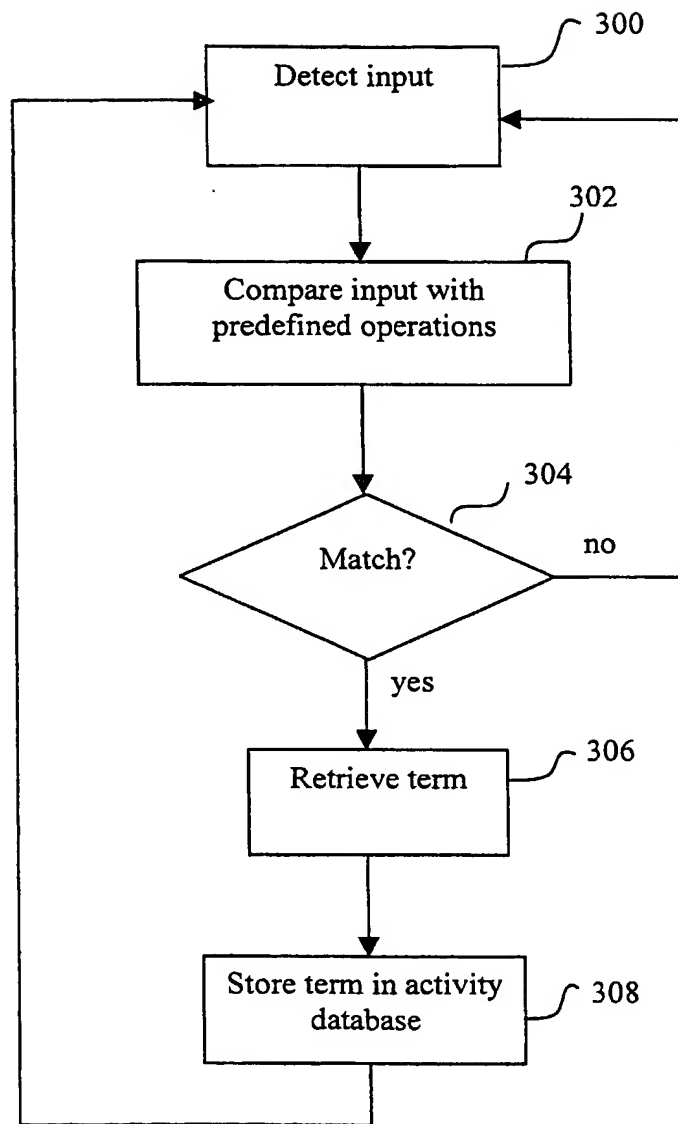 300
Detect input
302
Compare input with
predefined operations
304
Match?
no
yes
306
Retrieve term
Store term in activity
database
308